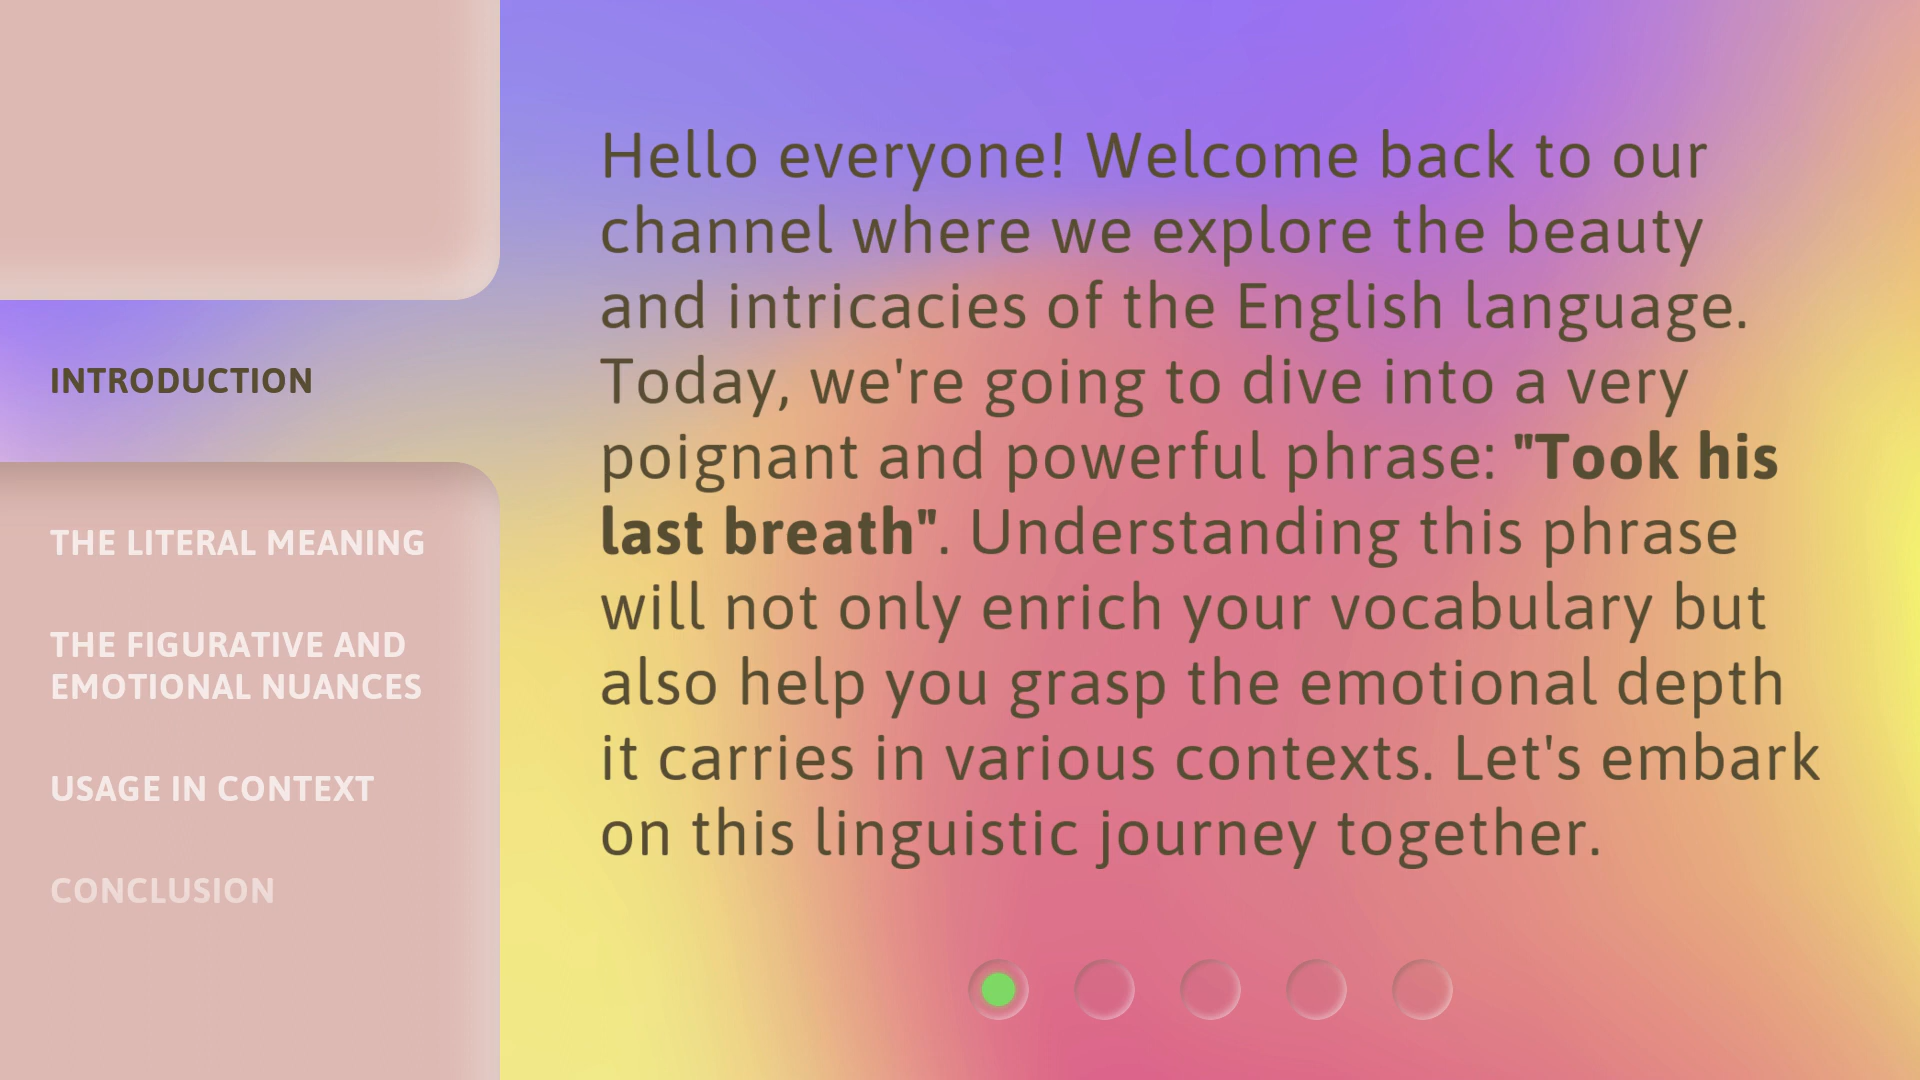 INTRODUCTION
THE LITERAL MEANING
THE FIGURATIVE AND
EMOTIONAL NUANCES
USAGE IN CONTEXT
CONCLUSION
Hello everyone! Welcome back to our
channel where we explore the beauty
and intricacies of the English language.
Today, we're going to dive into a very
poignant and powerful phrase: "Took his
last breath". Understanding this phrase
will not only enrich your vocabulary but
also help you grasp the emotional depth
it carries in various contexts. Let's embark
on this linguistic journey together.